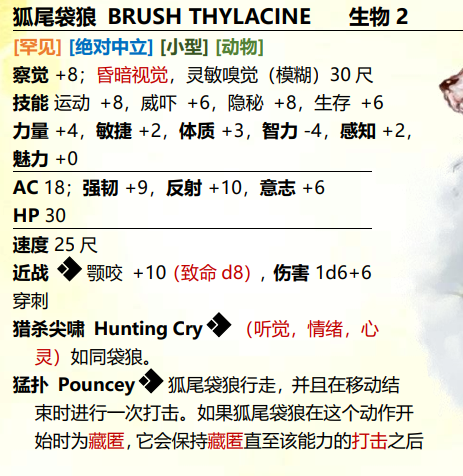 狐尾袋狼 BRUSH THYLACINE 生物 2
[罕见] [绝对中立] [小型] [动物]
察觉 +8；昏暗视觉，灵敏嗅觉（模糊）30 尺
技能 运动 +8，威吓 +6，隐秘 +8，生存 +6
力量 +4，敏捷 +2，体质 +3，智力 -4，感知 +2，
魅力 +0
AC 18；强韧 +9，反射 +10，意志 +6
HP 30
速度 25 尺
近战 颚咬 +10（致命 d8），伤害 1d6+6
穿刺
猎杀尖啸 Hunting Cry （听觉，情绪，心
灵）如同袋狼。
猛扑 Pouncey 狐尾袋狼行走，并且在移动结
束时进行一次打击。如果狐尾袋狼在这个动作开
始时为藏匿，它会保持藏匿直至该能力的打击之后